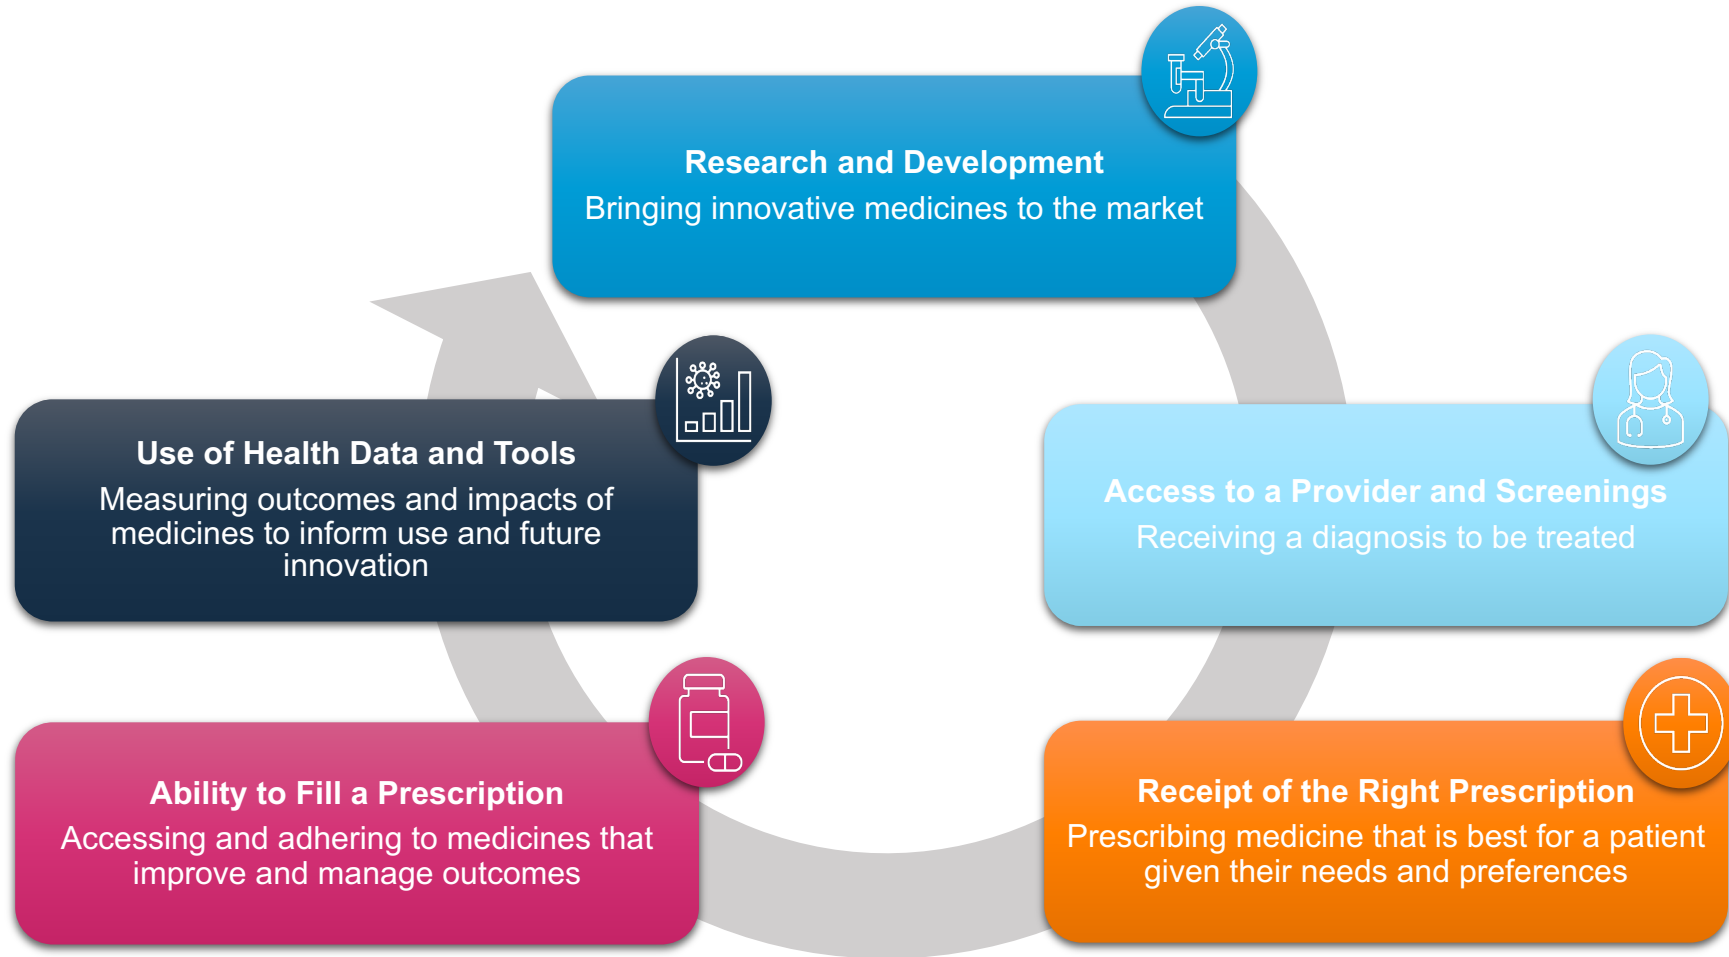 Research and Development
Bringing innovative medicines to the market
Access to a Provider and Screenings
Receiving a diagnosis to be treated
Receipt of the Right Prescription
Prescribing medicine that is best for a patient
given their needs and preferences
Ability to Fill a Prescription
Accessing and adhering to medicines that
improve and manage outcomes
Use of Health Data and Tools
Measuring outcomes and impacts of
medicines to inform use and future
innovation